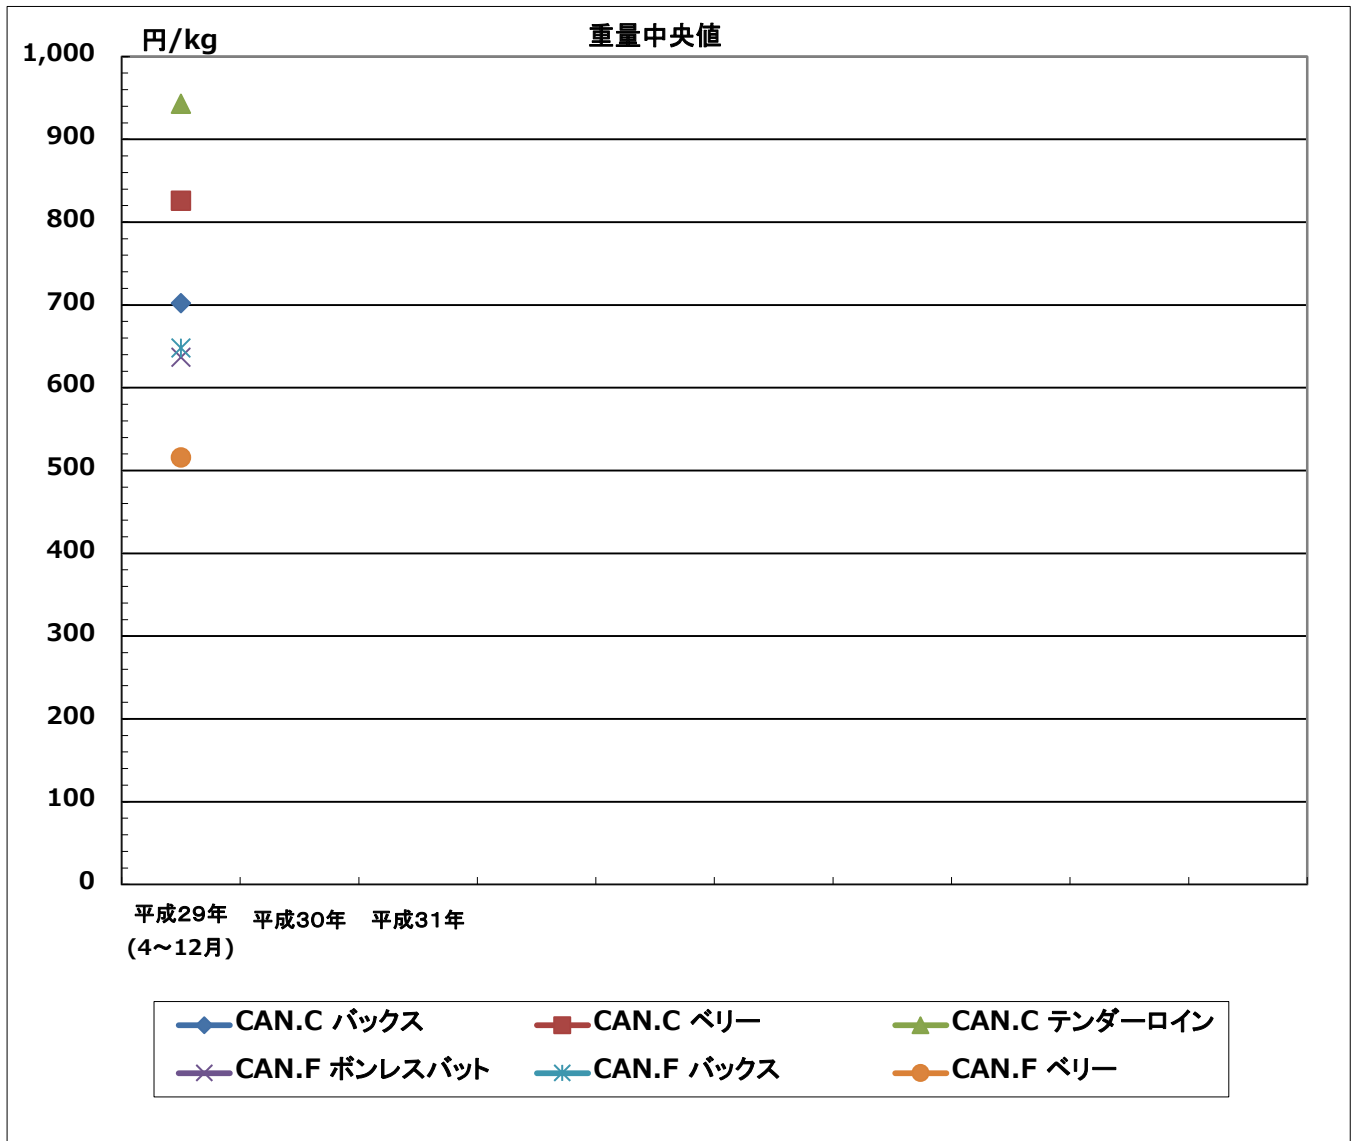 円/kg
重量中央値
1,000
900
800
700
600
500
400
300
200
100
0
平成29年
(4～12月)
平成30年
平成31年
CAN.C バックス
CAN.C ベリー
CAN.C テンダーロイン
CAN.F ボンレスバット
CAN.F バックス
CAN.F ベリー